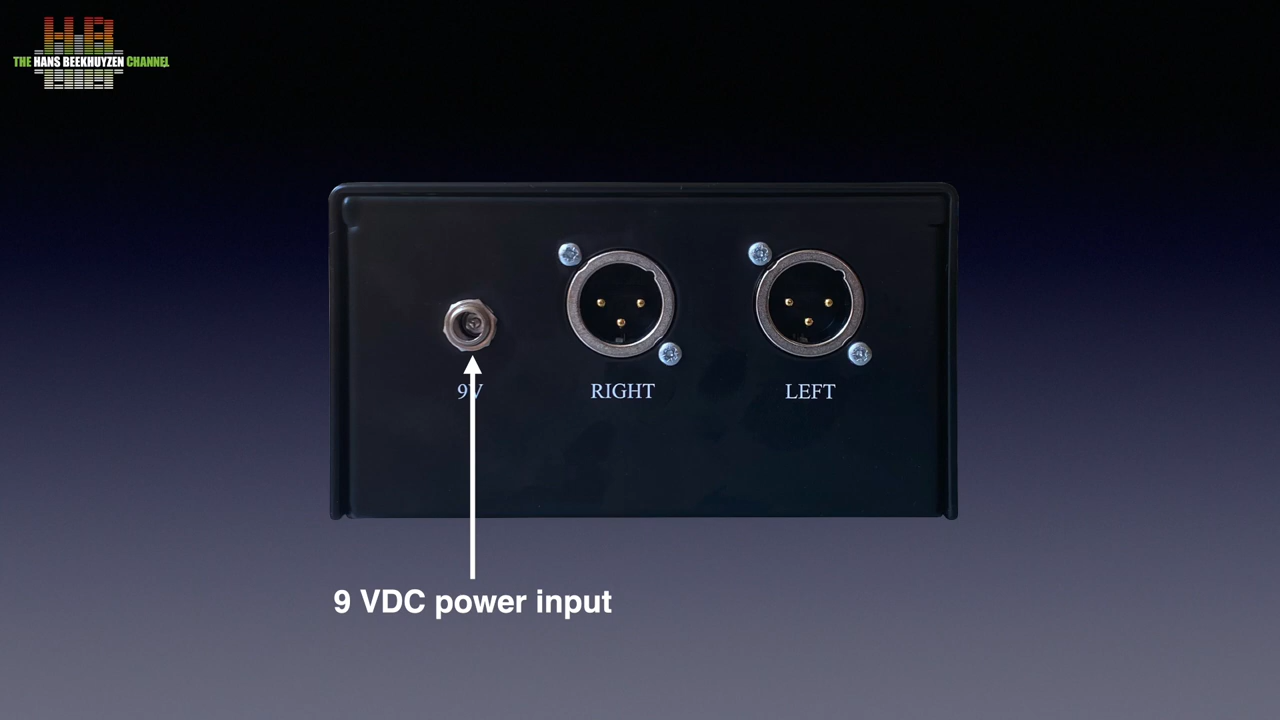 THE HANS BEEKHUYZEN CHANNEL
9V
RIGHT
LEFT
9 VDC power input